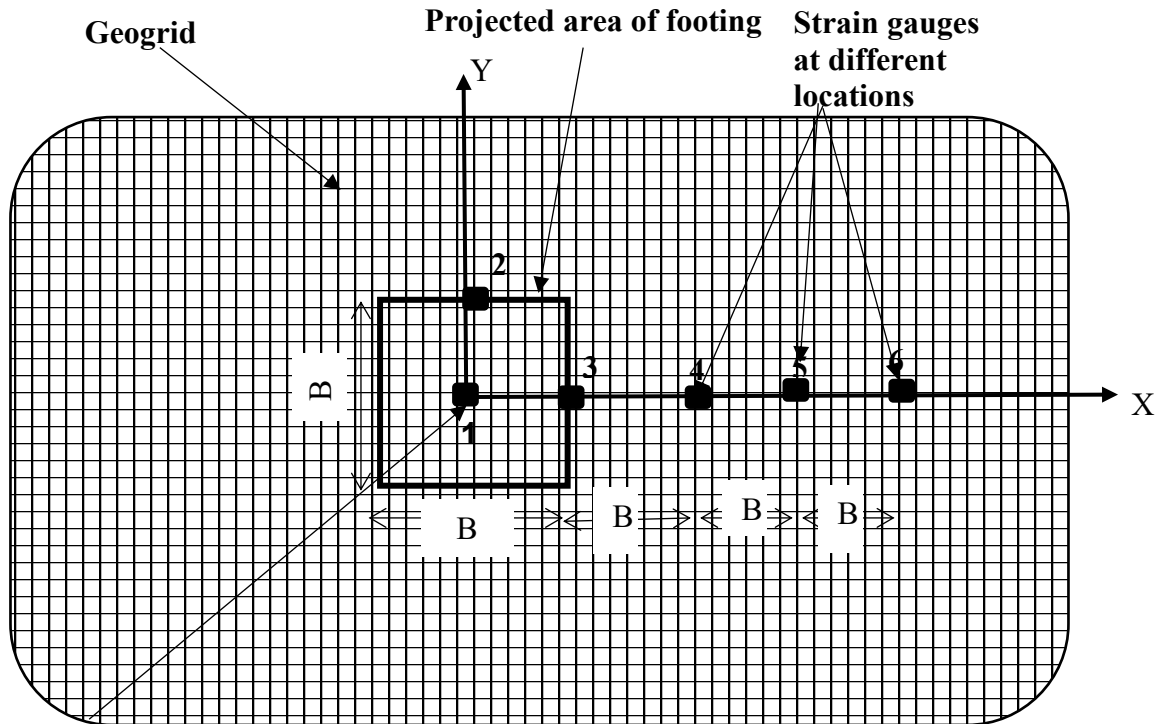 Geogrid
Projected area of footing
Strain gauges
at different
locations
Y
2
3
4
5
6
1
X
B
B
B
B
B